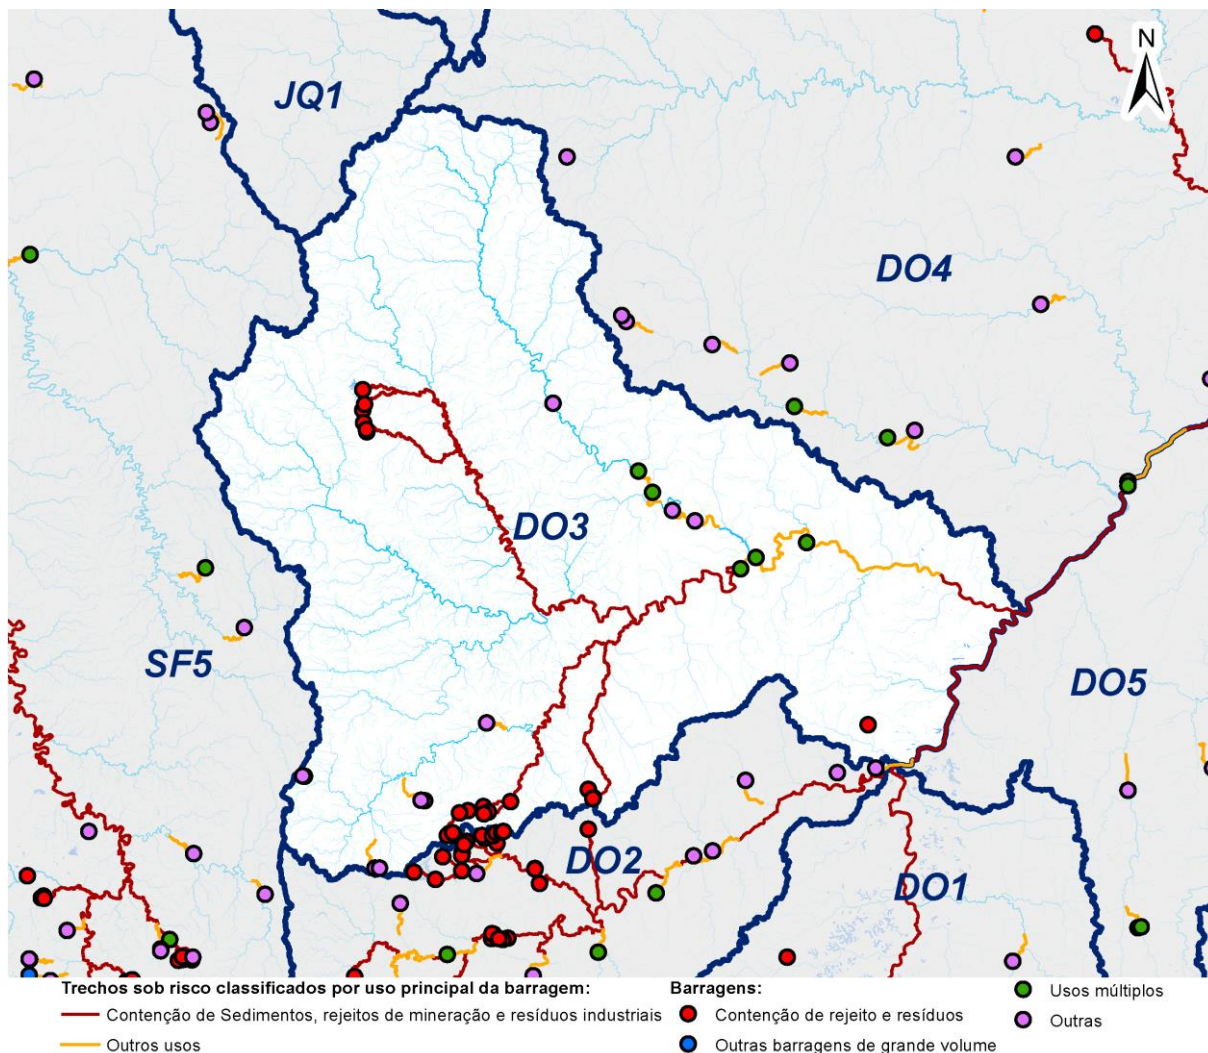 N
JQ1
DO4
DO3
SF5
DO5
DO2
DO1
Trechos sob risco classificados por uso principal da barragem:
Contenção de Sedimentos, rejeitos de mineração e resíduos industriais
Outros usos
Barragens:
Contenção de rejeito e resíduos
Outras barragens de grande volume
Usos múltiplos
Outras